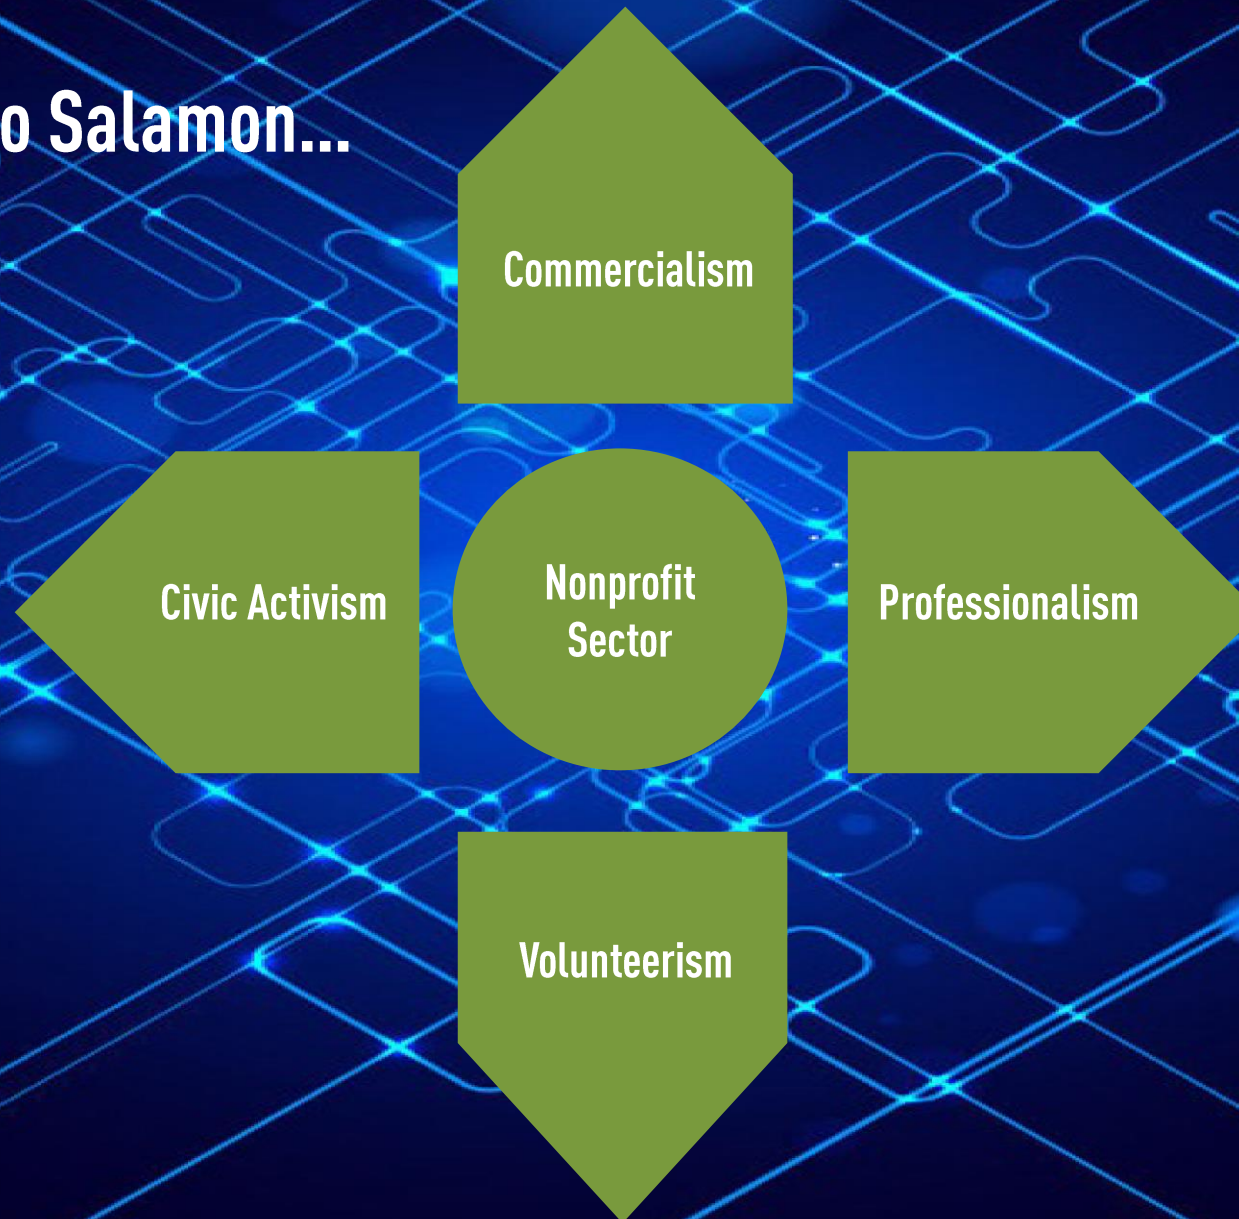 o Salamon...
Commercialism
Civic Activism
Nonprofit
Sector
Professionalism
Volunteerism